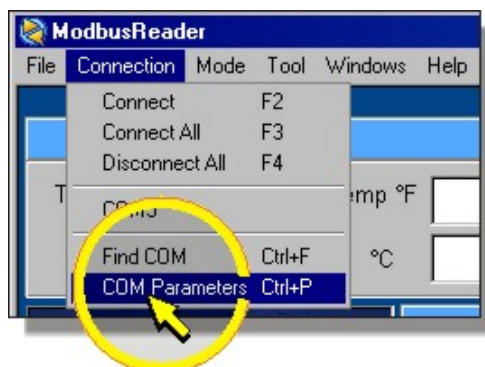 ModbusReader
File Connection Mode Tool Windows Help
Connect F2
Connect All F3
Disconnect All F4
T
emp °F
Find COM Ctrl+F
°C
COM Parameters Ctrl+P